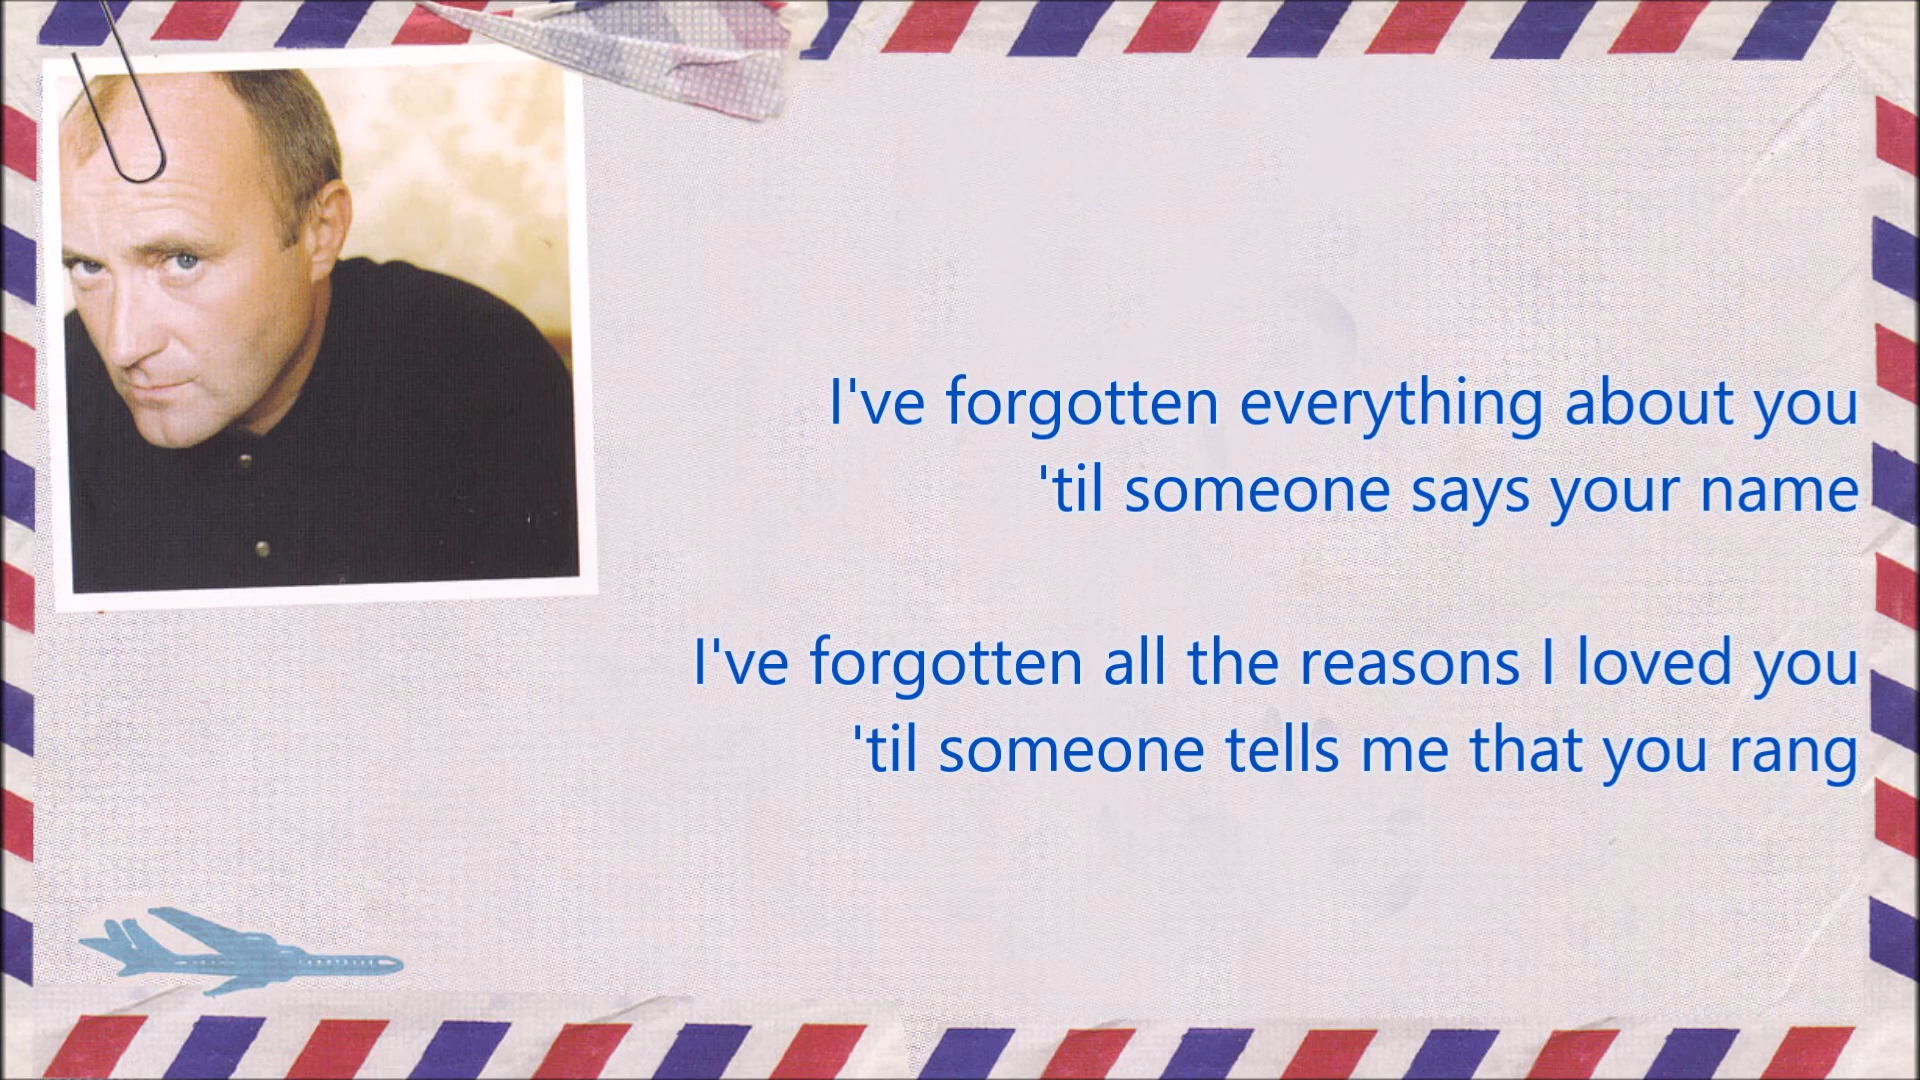 I've forgotten everything about you
'til someone says your name
I've forgotten all the reasons I loved you
'til someone tells me that you rang